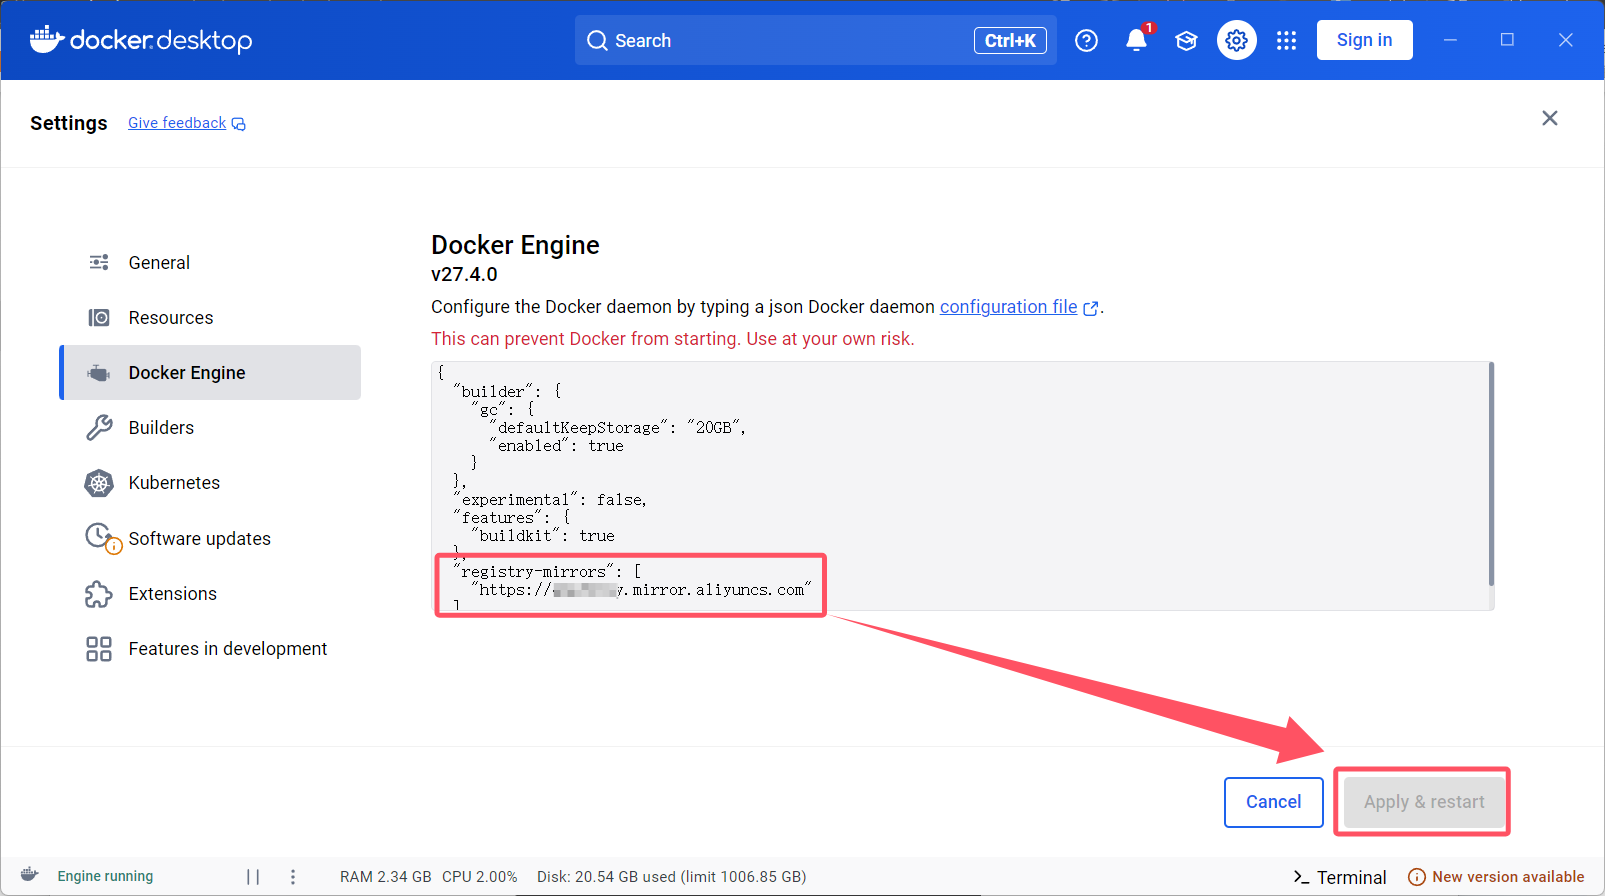 docker.desktop
Search
Ctrl+K
1
Sign in
Settings
Give feedback
General
Resources
Docker Engine
Builders
Kubernetes
Software updates
Extensions
Features in development
Docker Engine
v27.4.0
Configure the Docker daemon by typing a json Docker daemon configuration file.
This can prevent Docker from starting. Use at your own risk.
{
"builder": {
"gc": {
"defaultKeepStorage": "20GB",
"enabled": true
}
},
"experimental": false,
"features": {
"buildkit": true
},
"registry-mirrors": [
"https://y.mirror.aliyuncs.com"
]
Cancel
Apply & restart
Engine running
RAM 2.34 GB CPU 2.00%
Disk: 20.54 GB used (limit 1006.85 GB)
Terminal
New version available